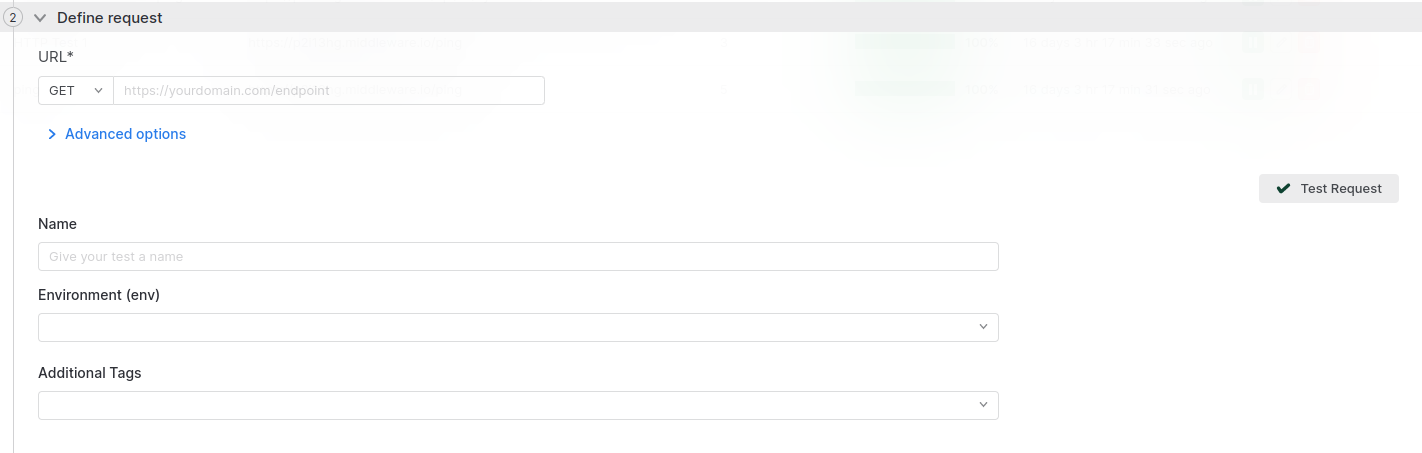 2 Define request
URL*
GET https://yourdomain.com/endpoint
Advanced options
Test Request
Name
Give your test a name
Environment (env)
Additional Tags